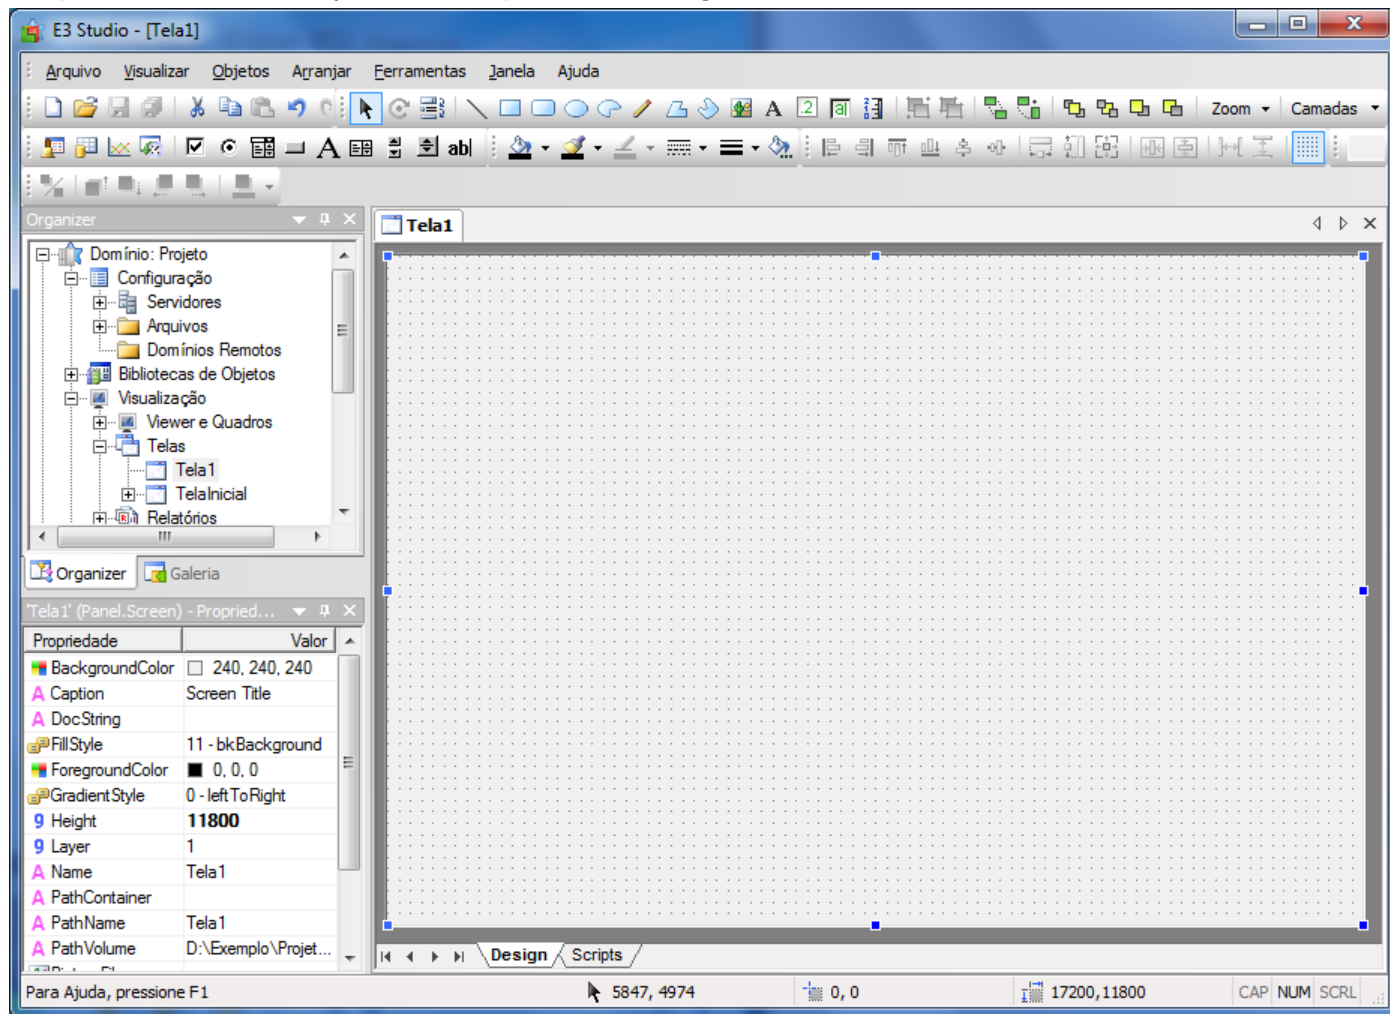 E3 Studio - [Tela1]
Arquivo Visualizar Objetos Arranjar Ferramentas Janela Ajuda
A Zoom Camadas
A ab|
Organizer
Tela1
Domínio: Projeto
Configuração
Servidores
Arquivos
Domínios Remotos
Bibliotecas de Objetos
Visualização
Viewer e Quadros
Telas
Tela1
TelaInicial
Relatórios
Organizer Galeria
'Tela1' (Panel.Screen) - Propried...
Propriedade Valor
BackgroundColor 240, 240, 240
A Caption Screen Title
A DocString
FillStyle 11 - bkBackground
ForegroundColor 0, 0, 0
GradientStyle 0 - leftToRight
9 Height 11800
9 Layer 1
A Name Tela1
A PathContainer
A PathName Tela1
A PathVolume D:\Exemplo\Projet...
Design Scripts
Para Ajuda, pressione F1 5847, 4974 0, 0 17200,11800 CAP NUM SCRL